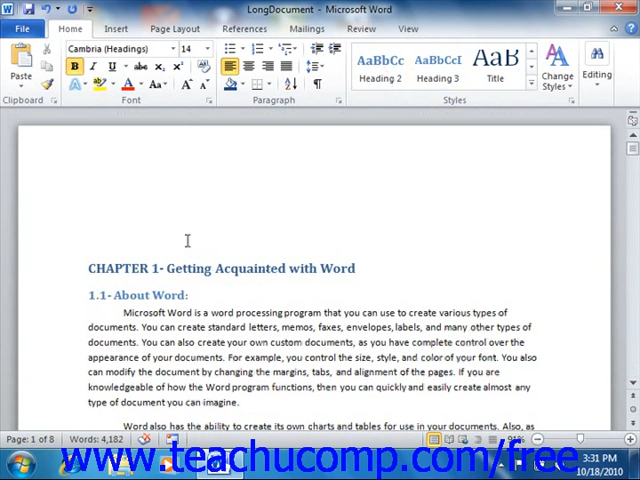 LongDocument - Microsoft Word
File Home Insert Page Layout References Mailings Review View
Cambria (Headings) 14
Paste
B I U abc x₂ x² Aa
AaBbCc AaBbCcI AaB
Heading 2 Heading 3 Title
Change Styles
Editing
Clipboard Font Paragraph Styles
CHAPTER 1- Getting Acquainted with Word
1.1- About Word:
Microsoft Word is a word processing program that you can use to create various types of
documents. You can create standard letters, memos, faxes, envelopes, labels, and many other types of
documents. You can also create your own custom documents, as you have complete control over the
appearance of your documents. For example, you control the size, style, and color of your font. You also
can modify the document by changing the margins, tabs, and alignment of the pages. If you are
knowledgeable of how the Word program functions, then you can quickly and easily create almost any
type of document you can imagine.
Word also has the ability to create its own charts and tables for use in your documents. Also, as
Page: 1 of 8 Words: 4,182 91%
www.teachucomp.com/free
3:31 PM
10/18/2010